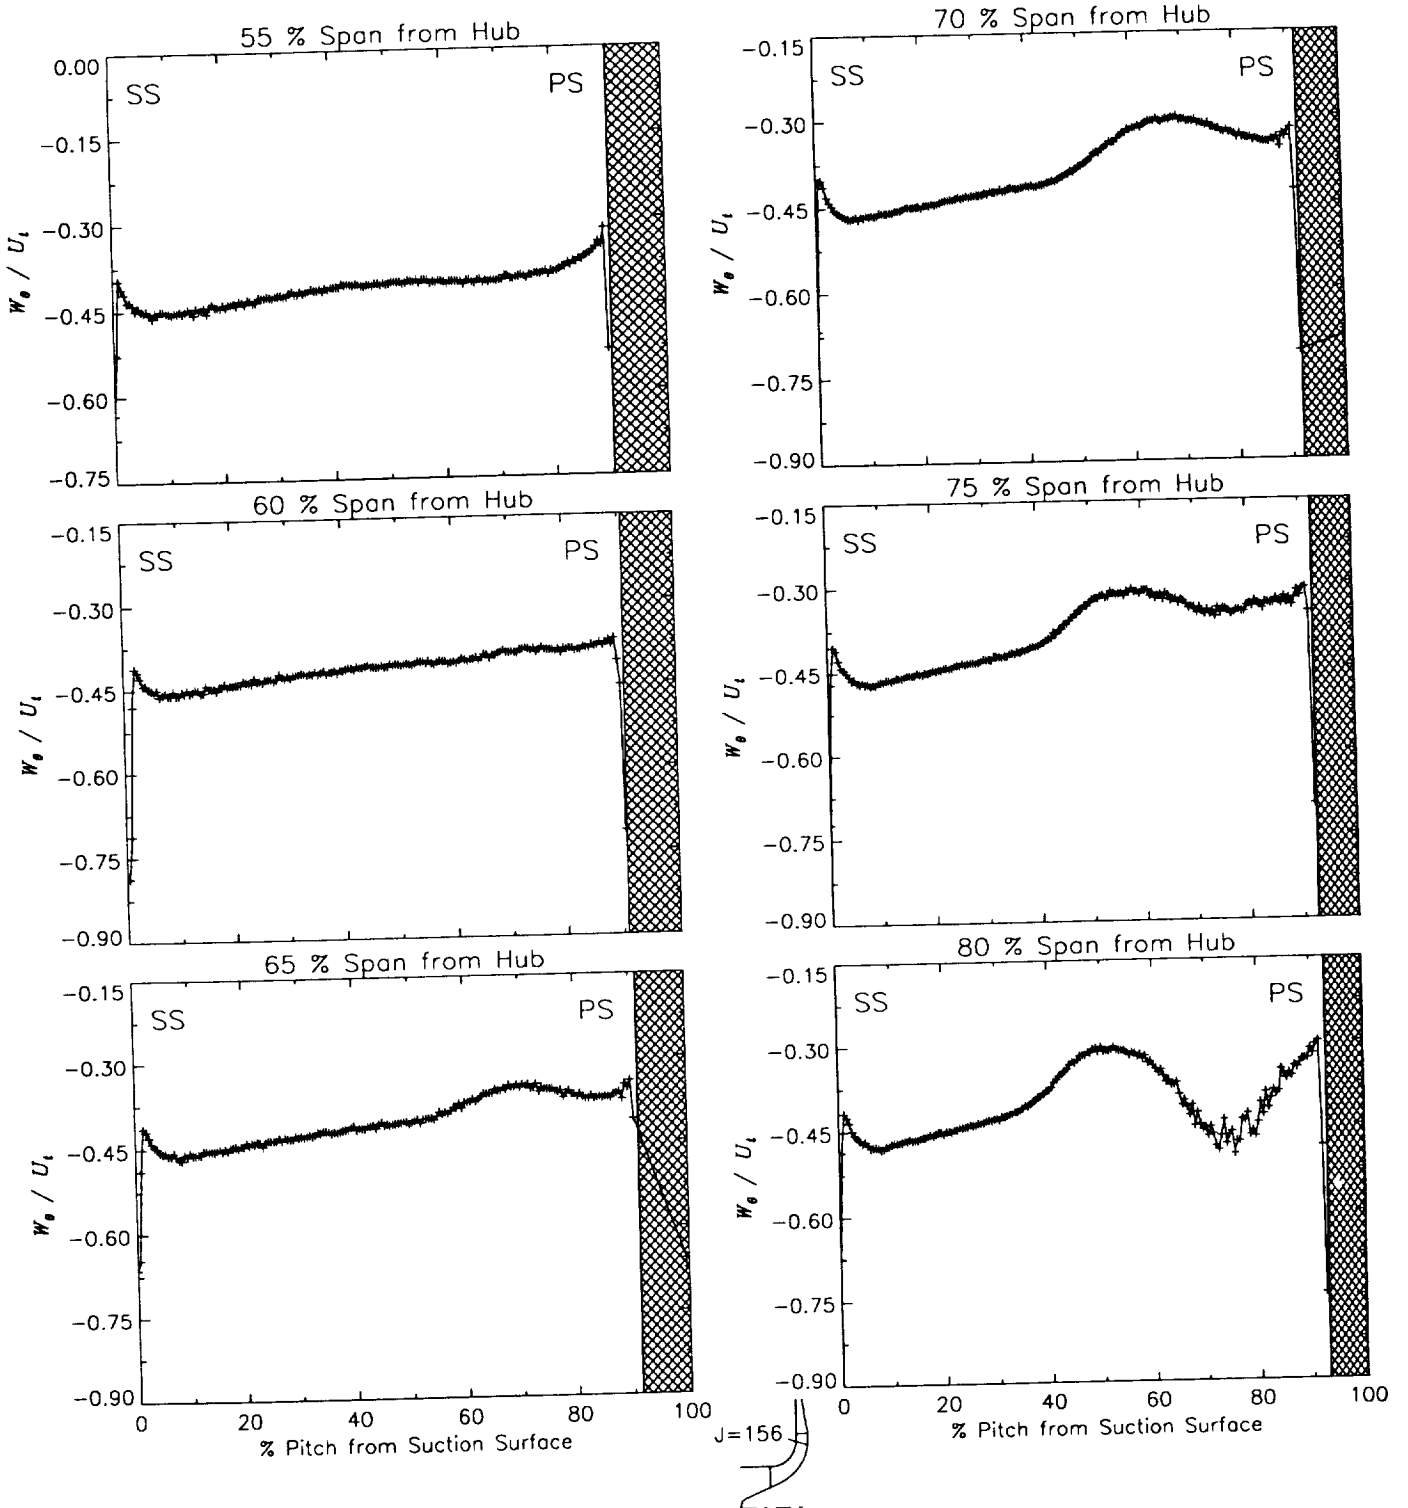 55 % Span from Hub
0.00
−0.15
−0.30
−0.45
−0.60
−0.75
SS
PS
W_θ / U_t
60 % Span from Hub
−0.15
−0.30
−0.45
−0.60
−0.75
−0.90
SS
PS
W_θ / U_t
65 % Span from Hub
−0.15
−0.30
−0.45
−0.60
−0.75
−0.90
SS
PS
W_θ / U_t
0 20 40 60 80 100
% Pitch from Suction Surface
70 % Span from Hub
−0.15
−0.30
−0.45
−0.60
−0.75
−0.90
SS
PS
W_θ / U_t
75 % Span from Hub
−0.15
−0.30
−0.45
−0.60
−0.75
−0.90
SS
PS
W_θ / U_t
80 % Span from Hub
−0.15
−0.30
−0.45
−0.60
−0.75
−0.90
SS
PS
W_θ / U_t
0 20 40 60 80 100
% Pitch from Suction Surface
J=156